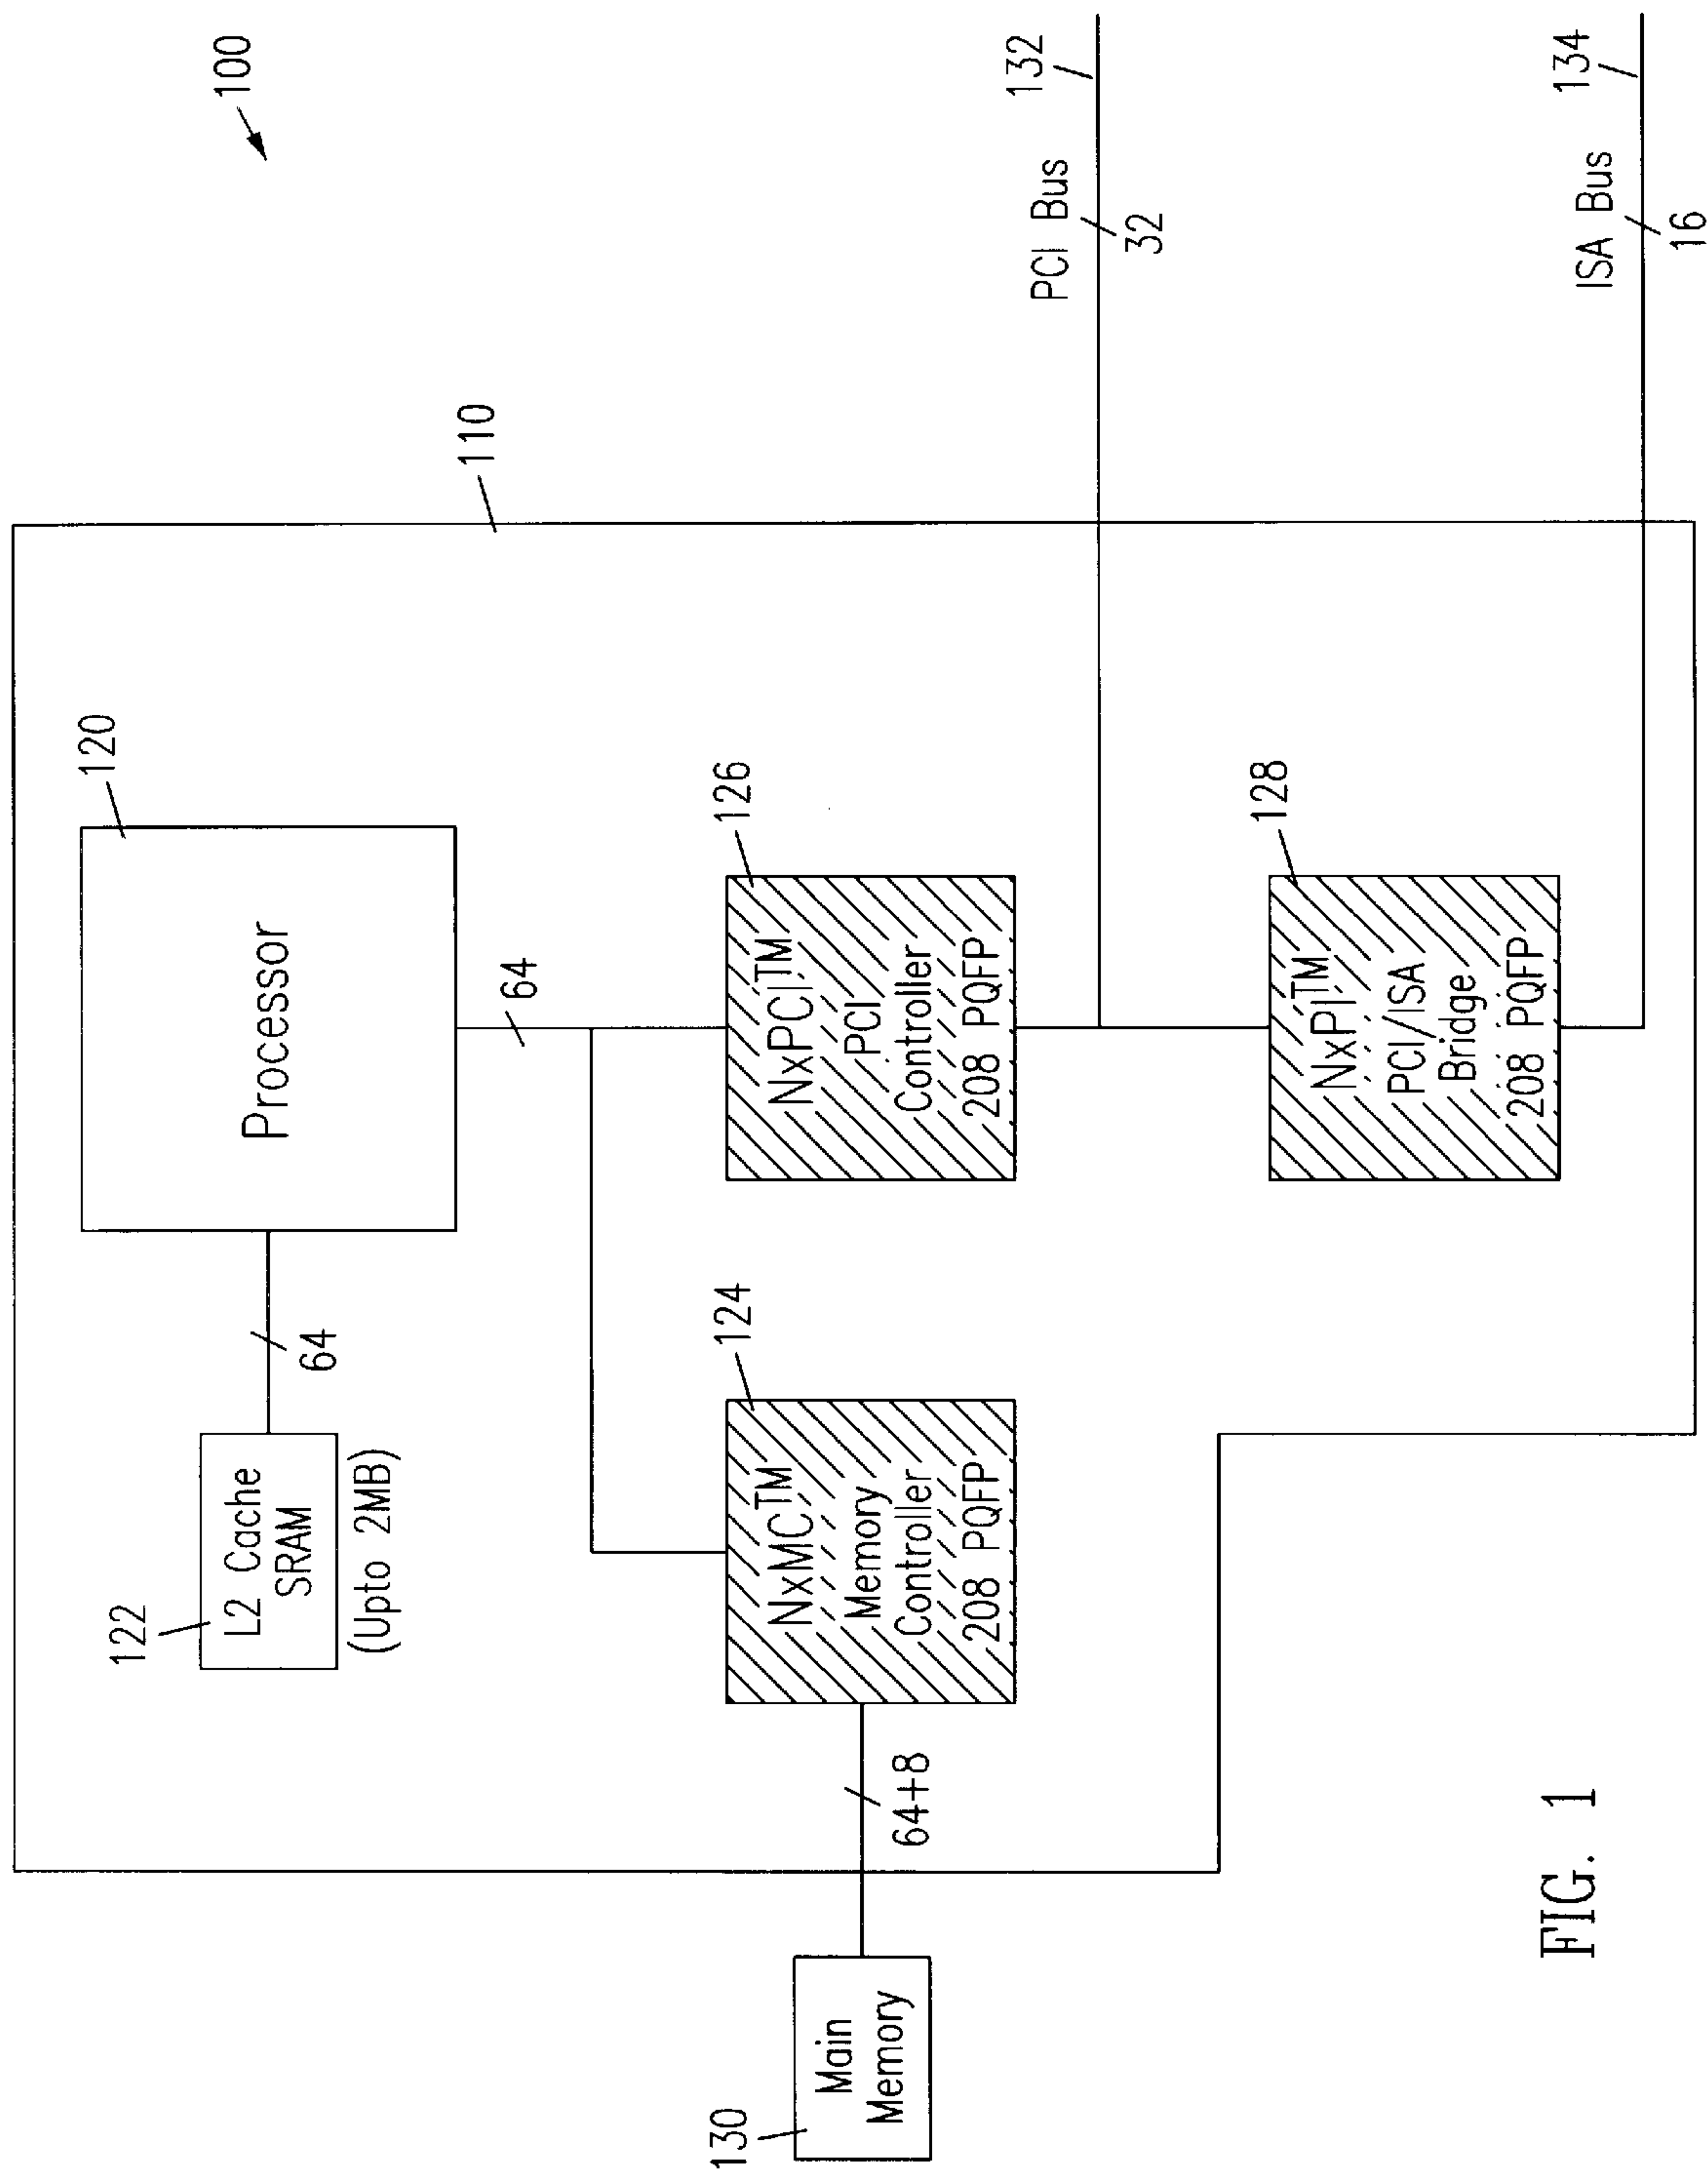 100
110
120
Processor
122
L2 Cache
SRAM
(Upto 2MB)
64
64
124
NxMC™
Memory
Controller
208 PQFP
126
NxPCI™
PCI
Controller
208 PQFP
130
Main
Memory
64+8
PCI Bus
132
32
128
NxPI™
PCI/ISA
Bridge
208 PQFP
ISA Bus
134
16
FIG. 1